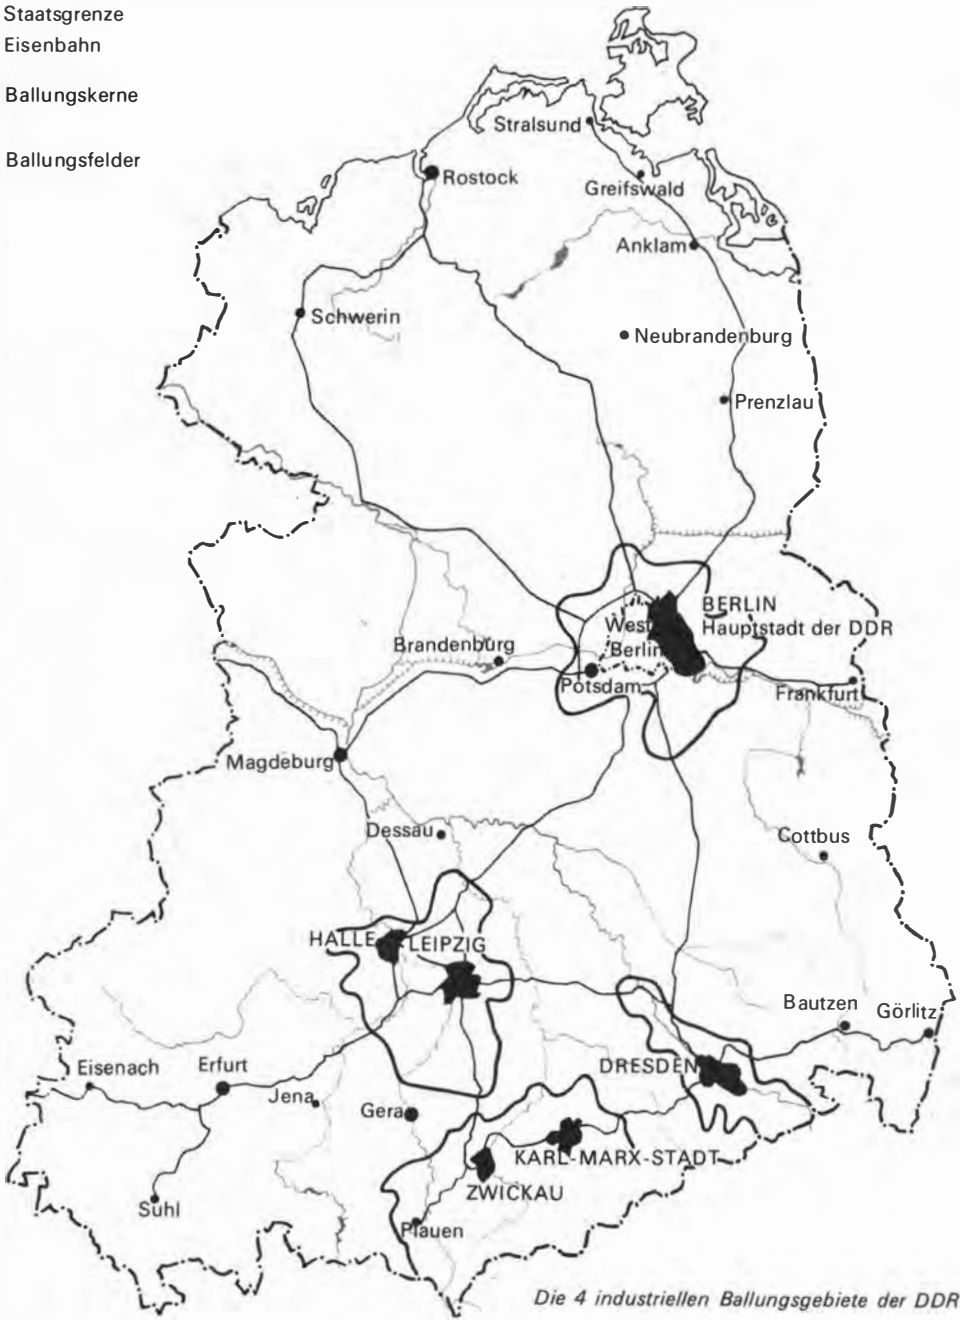 Staatsgrenze
Eisenbahn
Ballungskerne
Ballungsfelder
Stralsund
Rostock
Greifswald
Anklam
Schwerin
Neubrandenburg
Prenzlau
BERLIN
Hauptstadt der DDR
West
Berlin
Brandenburg
Potsdam
Frankfurt
Magdeburg
Dessau
Cottbus
HALLE
LEIPZIG
Bautzen
Görlitz
DRESDEN
Eisenach
Erfurt
Jena
Gera
KARL-MARX-STADT
ZWICKAU
Suhl
Plauen
Die 4 industriellen Ballungsgebiete der DDR